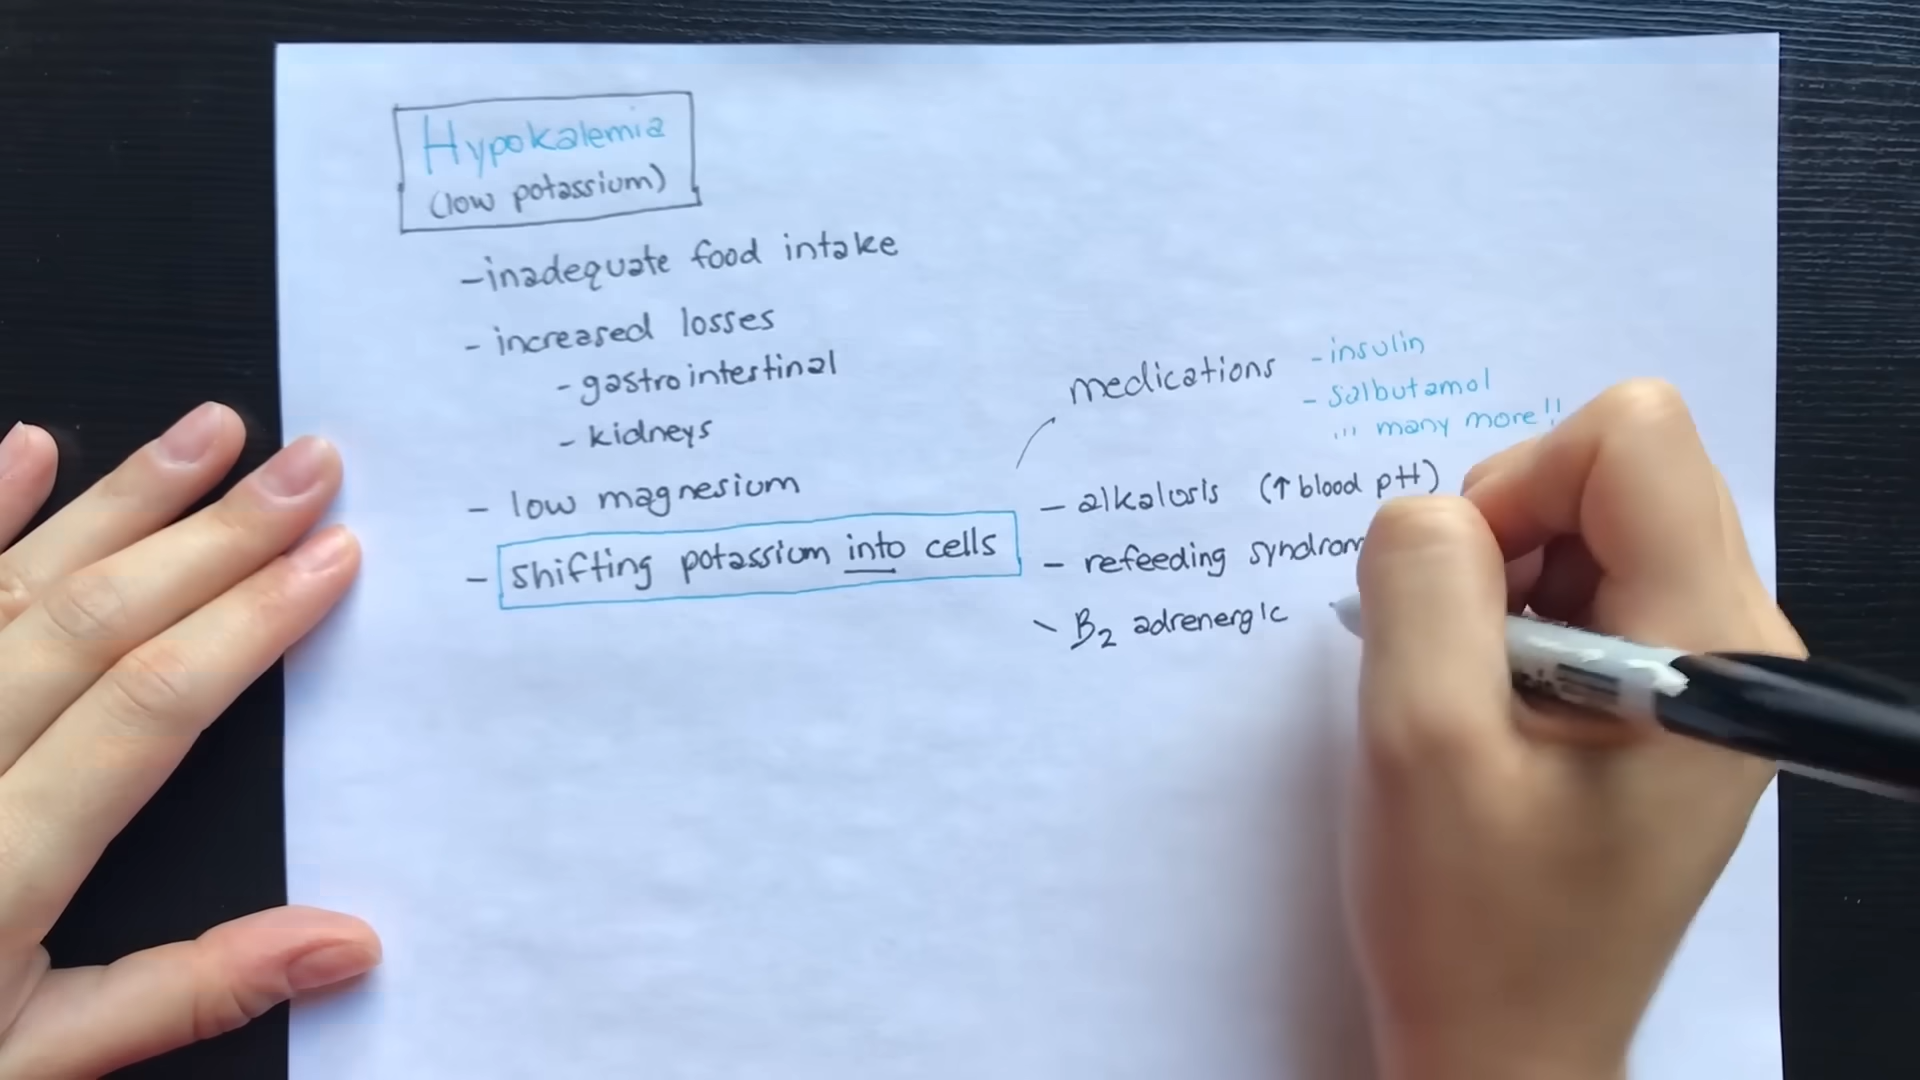 Hypokalemia
(low potassium)
- inadequate food intake
- increased losses
- gastrointestinal
- kidneys
- low magnesium
- shifting potassium into cells
medications
- insulin
- salbutamol
... many more!!
- alkalosis (↑ blood pH)
- refeeding syndrom
- B2 adrenergic